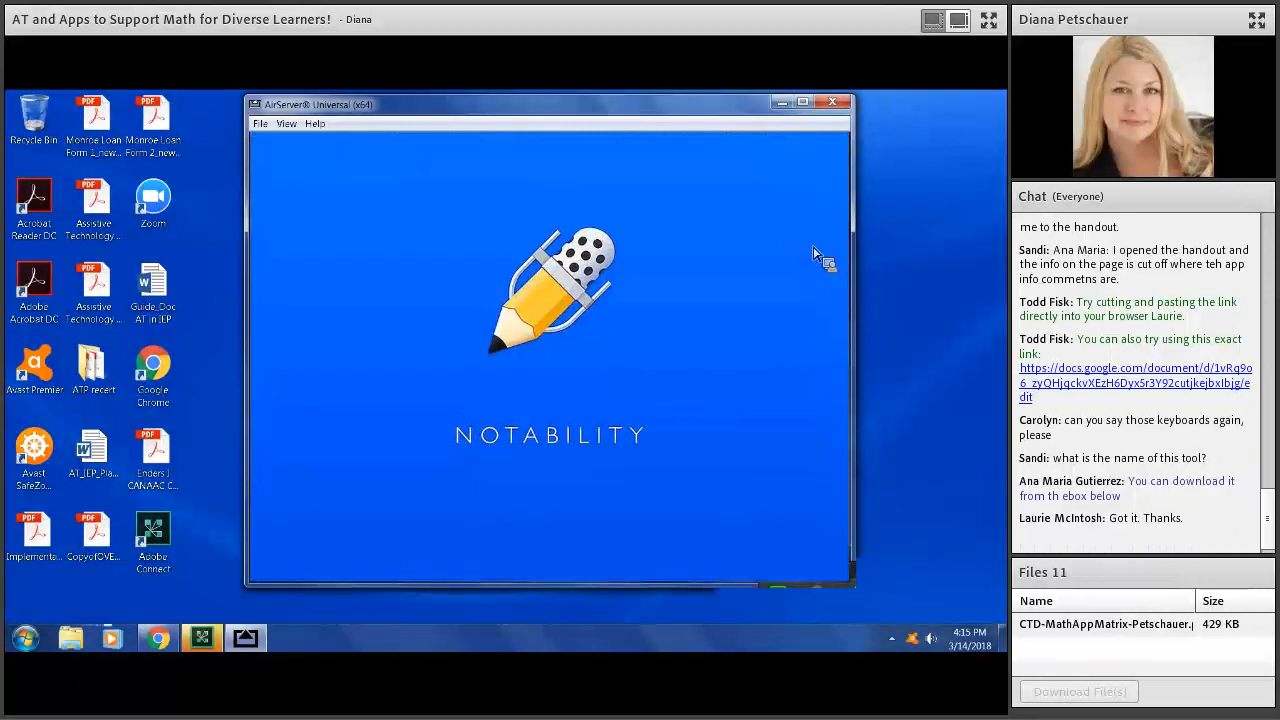 AT and Apps to Support Math for Diverse Learners! - Diana
Diana Petschauer
AirServer® Universal (x64)
File View Help
NOTABILITY
Recycle Bin
Monroe Loan
Form 1_new...
Monroe Loan
Form 2_new...
Acrobat
Reader DC
Assistive
Technology...
Zoom
Adobe
Acrobat DC
Assistive
Technology...
Guide_Doc
AT in IEP
Avast Premier
ATP recert
Google
Chrome
Avast
SafeZo...
AT_IEP_Pla...
Enders J
CANAAC C...
Implementa...
CopyofOVE...
Adobe
Connect
4:15 PM
3/14/2018
Chat (Everyone)
me to the handout.
Sandi: Ana Maria: I opened the handout and
the info on the page is cut off where teh app
info commetns are.
Todd Fisk: Try cutting and pasting the link
directly into your browser Laurie.
Todd Fisk: You can also try using this exact
link:
https://docs.google.com/document/d/1vRq9o
6_zyQHjqckvXEzH6Dyx5r3Y92cutjkejbxIbjg/e
dit
Carolyn: can you say those keyboards again,
please
Sandi: what is the name of this tool?
Ana Maria Gutierrez: You can download it
from th ebox below
Laurie McIntosh: Got it. Thanks.
Files 11
Name Size
CTD-MathAppMatrix-Petschauer.p 429 KB
Download File(s)